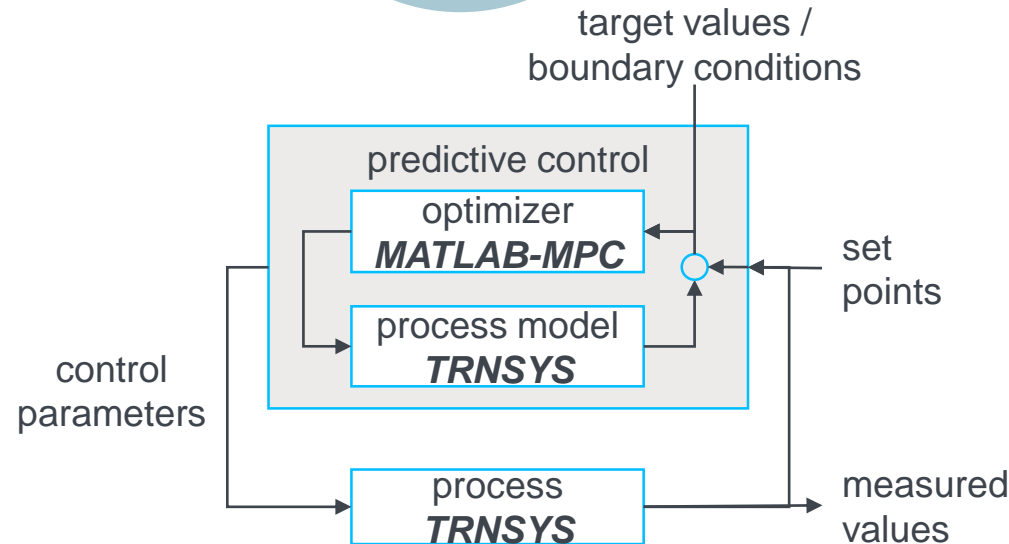 target values /
boundary conditions
predictive control
optimizer
MATLAB-MPC
set
points
process model
TRNSYS
control
parameters
process
TRNSYS
measured
values